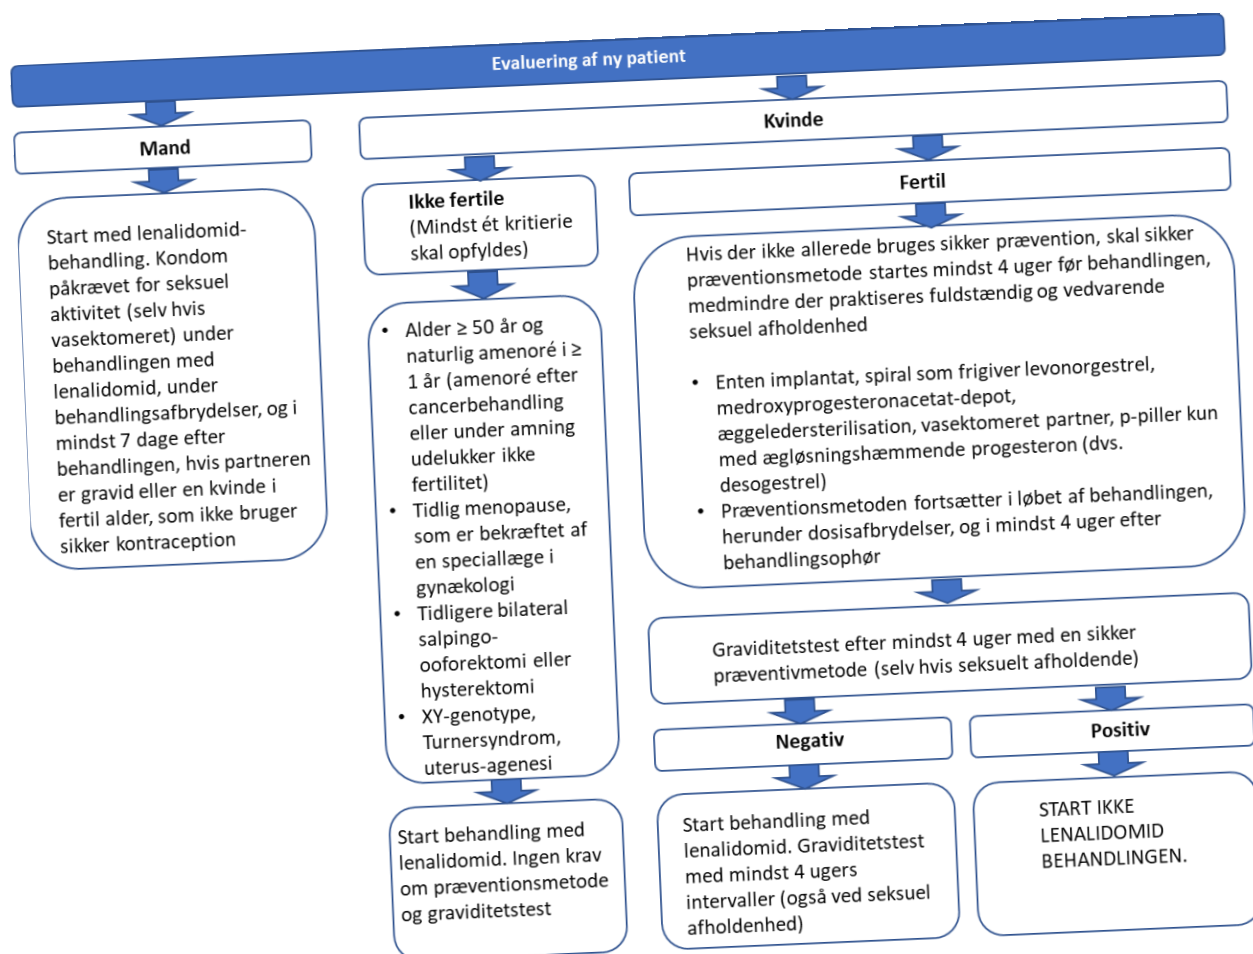 Evaluering af ny patient
Mand
Start med lenalidomid-
behandling. Kondom
påkrævet for seksuel
aktivitet (selv hvis
vasektomeret) under
behandlingen med
lenalidomid, under
behandlingsafbrydelser, og i
mindst 7 dage efter
behandlingen, hvis partneren
er gravid eller en kvinde i
fertil alder, som ikke bruger
sikker kontraception
Kvinde
Ikke fertile
(Mindst ét kritierie
skal opfyldes)
• Alder ≥ 50 år og
naturlig amenoré i ≥
1 år (amenoré efter
cancerbehandling
eller under amning
udelukker ikke
fertilitet)
• Tidlig menopause,
som er bekræftet af
en speciallæge i
gynækologi
• Tidligere bilateral
salpingo-
ooforektomi eller
hysterektomi
• XY-genotype,
Turnersyndrom,
uterus-agenesi
Start behandling med
lenalidomid. Ingen krav
om præventionsmetode
og graviditetstest
Fertil
Hvis der ikke allerede bruges sikker prævention, skal sikker
præventionsmetode startes mindst 4 uger før behandlingen,
medmindre der praktiseres fuldstændig og vedvarende
seksuel afholdenhed
• Enten implantat, spiral som frigiver levonorgestrel,
medroxyprogesteronacetat-depot,
æggeledersterilisation, vasektomeret partner, p-piller kun
med ægløsningshæmmende progesteron (dvs.
desogestrel)
• Præventionsmetoden fortsætter i løbet af behandlingen,
herunder dosisafbrydelser, og i mindst 4 uger efter
behandlingsophør
Graviditetstest efter mindst 4 uger med en sikker
præventivmetode (selv hvis seksuelt afholdende)
Negativ
Start behandling med
lenalidomid. Graviditetstest
med mindst 4 ugers
intervaller (også ved seksuel
afholdenhed)
Positiv
START IKKE
LENALIDOMID
BEHANDLINGEN.